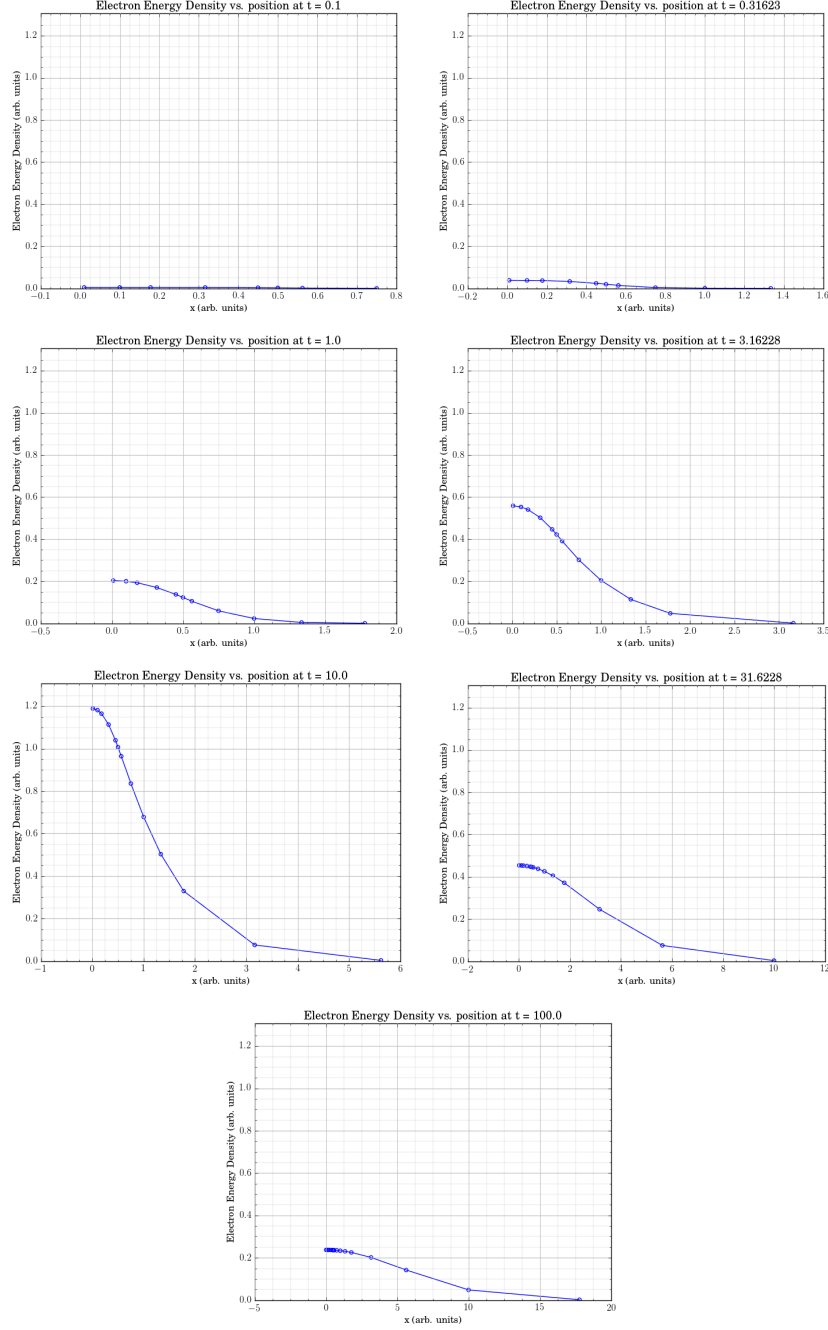 Electron Energy Density vs. position at t = 0.1
Electron Energy Density (arb. units)
1.2
1.0
0.8
0.6
0.4
0.2
0.0
−0.1 0.0 0.1 0.2 0.3 0.4 0.5 0.6 0.7 0.8
x (arb. units)
Electron Energy Density vs. position at t = 0.31623
Electron Energy Density (arb. units)
1.2
1.0
0.8
0.6
0.4
0.2
0.0
−0.2 0.0 0.2 0.4 0.6 0.8 1.0 1.2 1.4 1.6
x (arb. units)
Electron Energy Density vs. position at t = 1.0
Electron Energy Density (arb. units)
1.2
1.0
0.8
0.6
0.4
0.2
0.0
−0.5 0.0 0.5 1.0 1.5 2.0
x (arb. units)
Electron Energy Density vs. position at t = 3.16228
Electron Energy Density (arb. units)
1.2
1.0
0.8
0.6
0.4
0.2
0.0
−0.5 0.0 0.5 1.0 1.5 2.0 2.5 3.0 3.5
x (arb. units)
Electron Energy Density vs. position at t = 10.0
Electron Energy Density (arb. units)
1.2
1.0
0.8
0.6
0.4
0.2
0.0
−1 0 1 2 3 4 5 6
x (arb. units)
Electron Energy Density vs. position at t = 31.6228
Electron Energy Density (arb. units)
1.2
1.0
0.8
0.6
0.4
0.2
0.0
−2 0 2 4 6 8 10 12
x (arb. units)
Electron Energy Density vs. position at t = 100.0
Electron Energy Density (arb. units)
1.2
1.0
0.8
0.6
0.4
0.2
0.0
−5 0 5 10 15 20
x (arb. units)